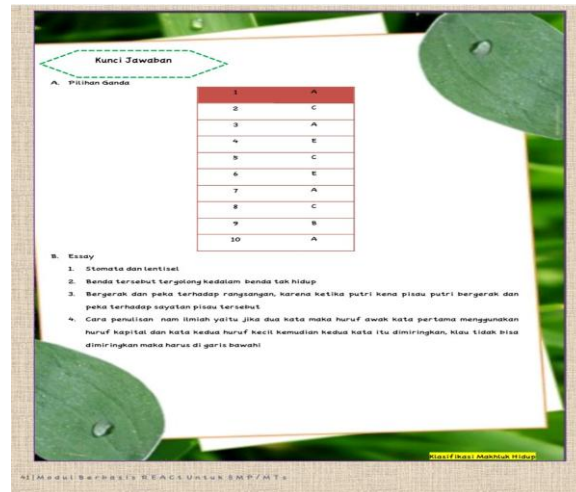 Kunci Jawaban
A. Pilihan Ganda
1 A
2 C
3 A
4 E
5 C
6 E
7 A
8 C
9 B
10 A
B. Essay
1. Stomata dan lentisel
2. Benda tersebut tergolong kedalam benda tak hidup
3. Bergerak dan peka terhadap rangsangan, karena ketika putri kena pisau putri bergerak dan
peka terhadap sayatan pisau tersebut
4. Cara penulisan nam ilmiah yaitu jika dua kata maka huruf awak kata pertama menggunakan
huruf kapital dan kata kedua huruf kecil kemudian kedua kata itu dimiringkan, klau tidak bisa
dimiringkan maka harus di garis bawahi
Klasifikasi Makhluk Hidup
41|Modul Berbasis REACt Untuk SMP/MTs